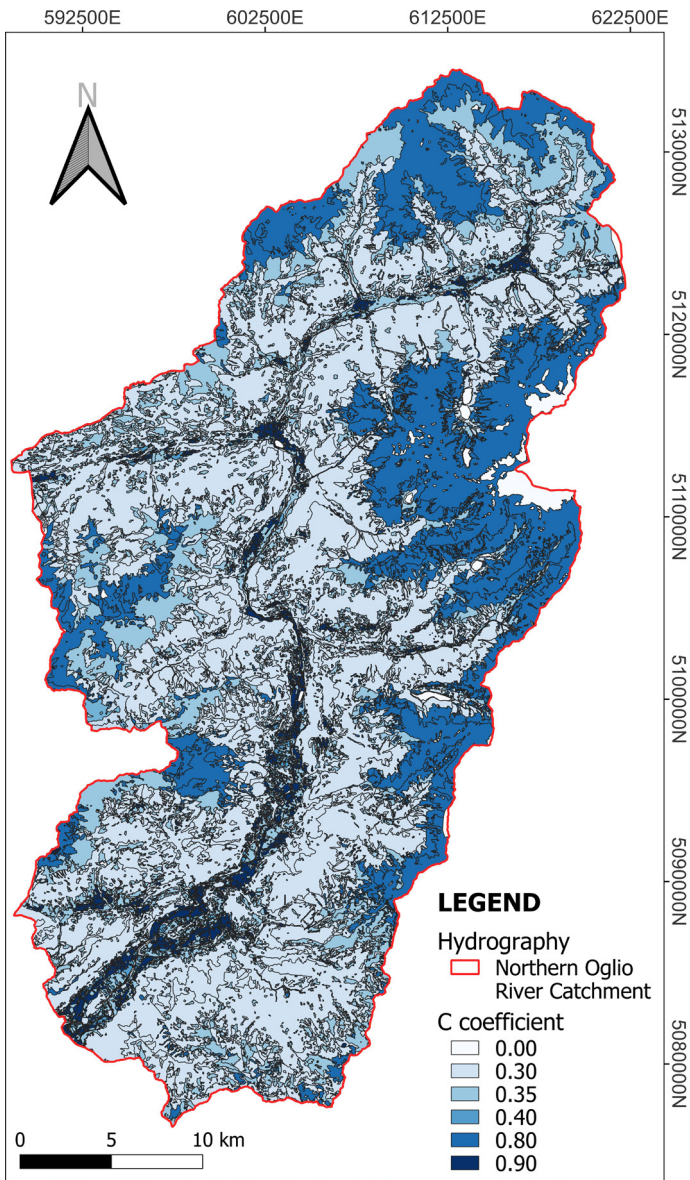 592500E 602500E 612500E 622500E
N
5130000N
5120000N
5110000N
5100000N
5090000N
5080000N
LEGEND
Hydrography
Northern Oglio
River Catchment
C coefficient
0.00
0.30
0.35
0.40
0.80
0.90
0 5 10 km